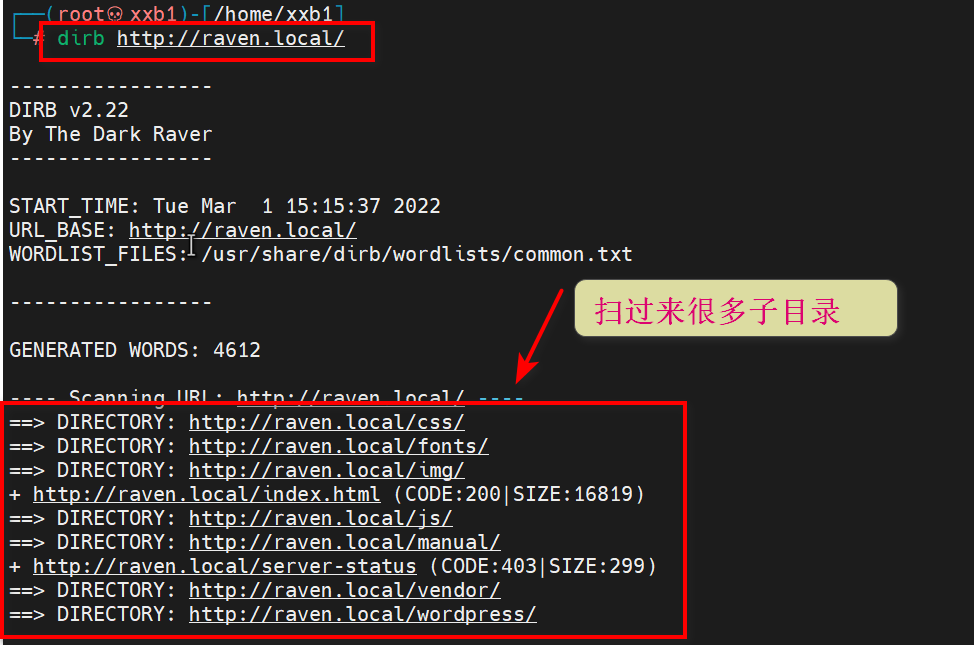 ┌──(root💀xxb1)-[/home/xxb1]
└─# dirb http://raven.local/
-----------------
DIRB v2.22
By The Dark Raver
-----------------
START_TIME: Tue Mar  1 15:15:37 2022
URL_BASE: http://raven.local/
WORDLIST_FILES: /usr/share/dirb/wordlists/common.txt
-----------------
扫过来很多子目录
GENERATED WORDS: 4612
---- Scanning URL: http://raven.local/ ----
==> DIRECTORY: http://raven.local/css/
==> DIRECTORY: http://raven.local/fonts/
==> DIRECTORY: http://raven.local/img/
+ http://raven.local/index.html (CODE:200|SIZE:16819)
==> DIRECTORY: http://raven.local/js/
==> DIRECTORY: http://raven.local/manual/
+ http://raven.local/server-status (CODE:403|SIZE:299)
==> DIRECTORY: http://raven.local/vendor/
==> DIRECTORY: http://raven.local/wordpress/